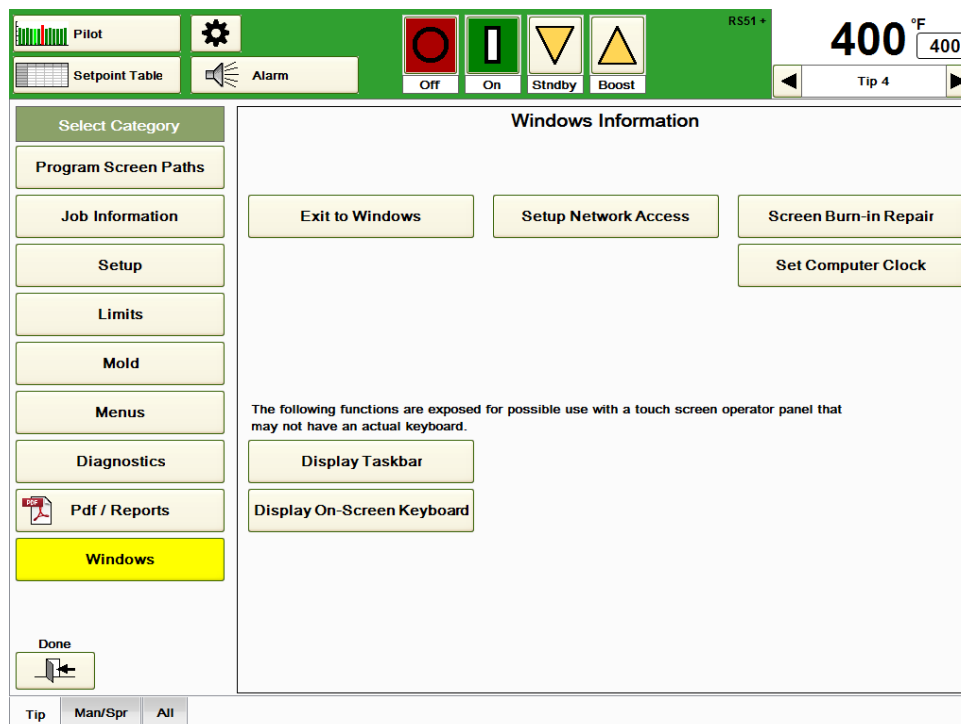 Pilot
Setpoint Table
Alarm
Off
On
Stndby
Boost
RS51 +
400
°F
400
Tip 4
Select Category
Program Screen Paths
Job Information
Setup
Limits
Mold
Menus
Diagnostics
PDF
Pdf / Reports
Windows
Done
Windows Information
Exit to Windows
Setup Network Access
Screen Burn-in Repair
Set Computer Clock
The following functions are exposed for possible use with a touch screen operator panel that
may not have an actual keyboard.
Display Taskbar
Display On-Screen Keyboard
Tip
Man/Spr
All